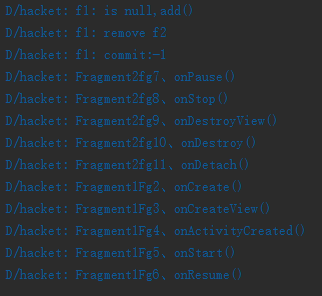 D/hacket: f1: is null,add()
D/hacket: f1: remove f2
D/hacket: f1: commit:-1
D/hacket: Fragment2fg7、onPause()
D/hacket: Fragment2fg8、onStop()
D/hacket: Fragment2fg9、onDestroyView()
D/hacket: Fragment2fg10、onDestroy()
D/hacket: Fragment2fg11、onDetach()
D/hacket: Fragment1Fg2、onCreate()
D/hacket: Fragment1Fg3、onCreateView()
D/hacket: Fragment1Fg4、onActivityCreated()
D/hacket: Fragment1Fg5、onStart()
D/hacket: Fragment1Fg6、onResume()